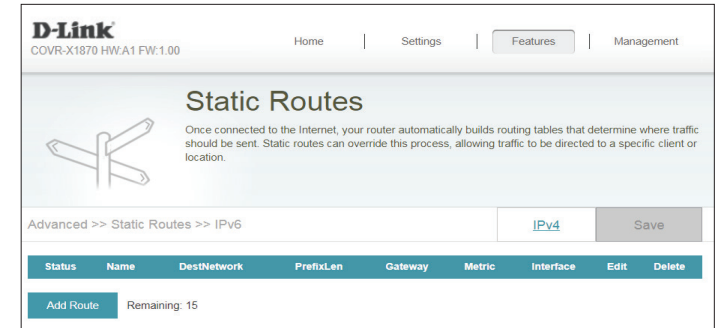 D-Link
COVR-X1870 HW:A1 FW:1.00
Home
Settings
Features
Management
Static Routes
Once connected to the Internet, your router automatically builds routing tables that determine where traffic
should be sent. Static routes can override this process, allowing traffic to be directed to a specific client or
location.
Advanced >> Static Routes >> IPv6
IPv4
Save
Status Name DestNetwork PrefixLen Gateway Metric Interface Edit Delete
Add Route Remaining: 15